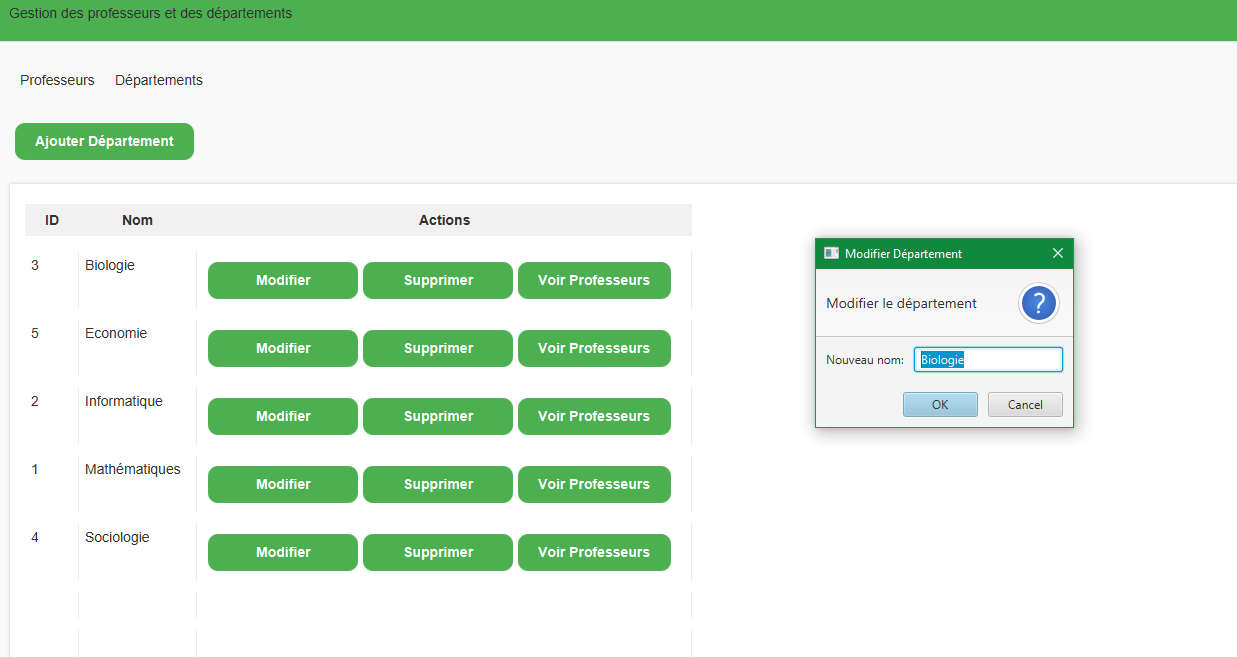 Gestion des professeurs et des départements
Professeurs Départements
Ajouter Département
ID Nom Actions
3 Biologie Modifier Supprimer Voir Professeurs
5 Economie Modifier Supprimer Voir Professeurs
2 Informatique Modifier Supprimer Voir Professeurs
1 Mathématiques Modifier Supprimer Voir Professeurs
4 Sociologie Modifier Supprimer Voir Professeurs
Modifier Département
Modifier le département
?
Nouveau nom: Biologie
OK Cancel